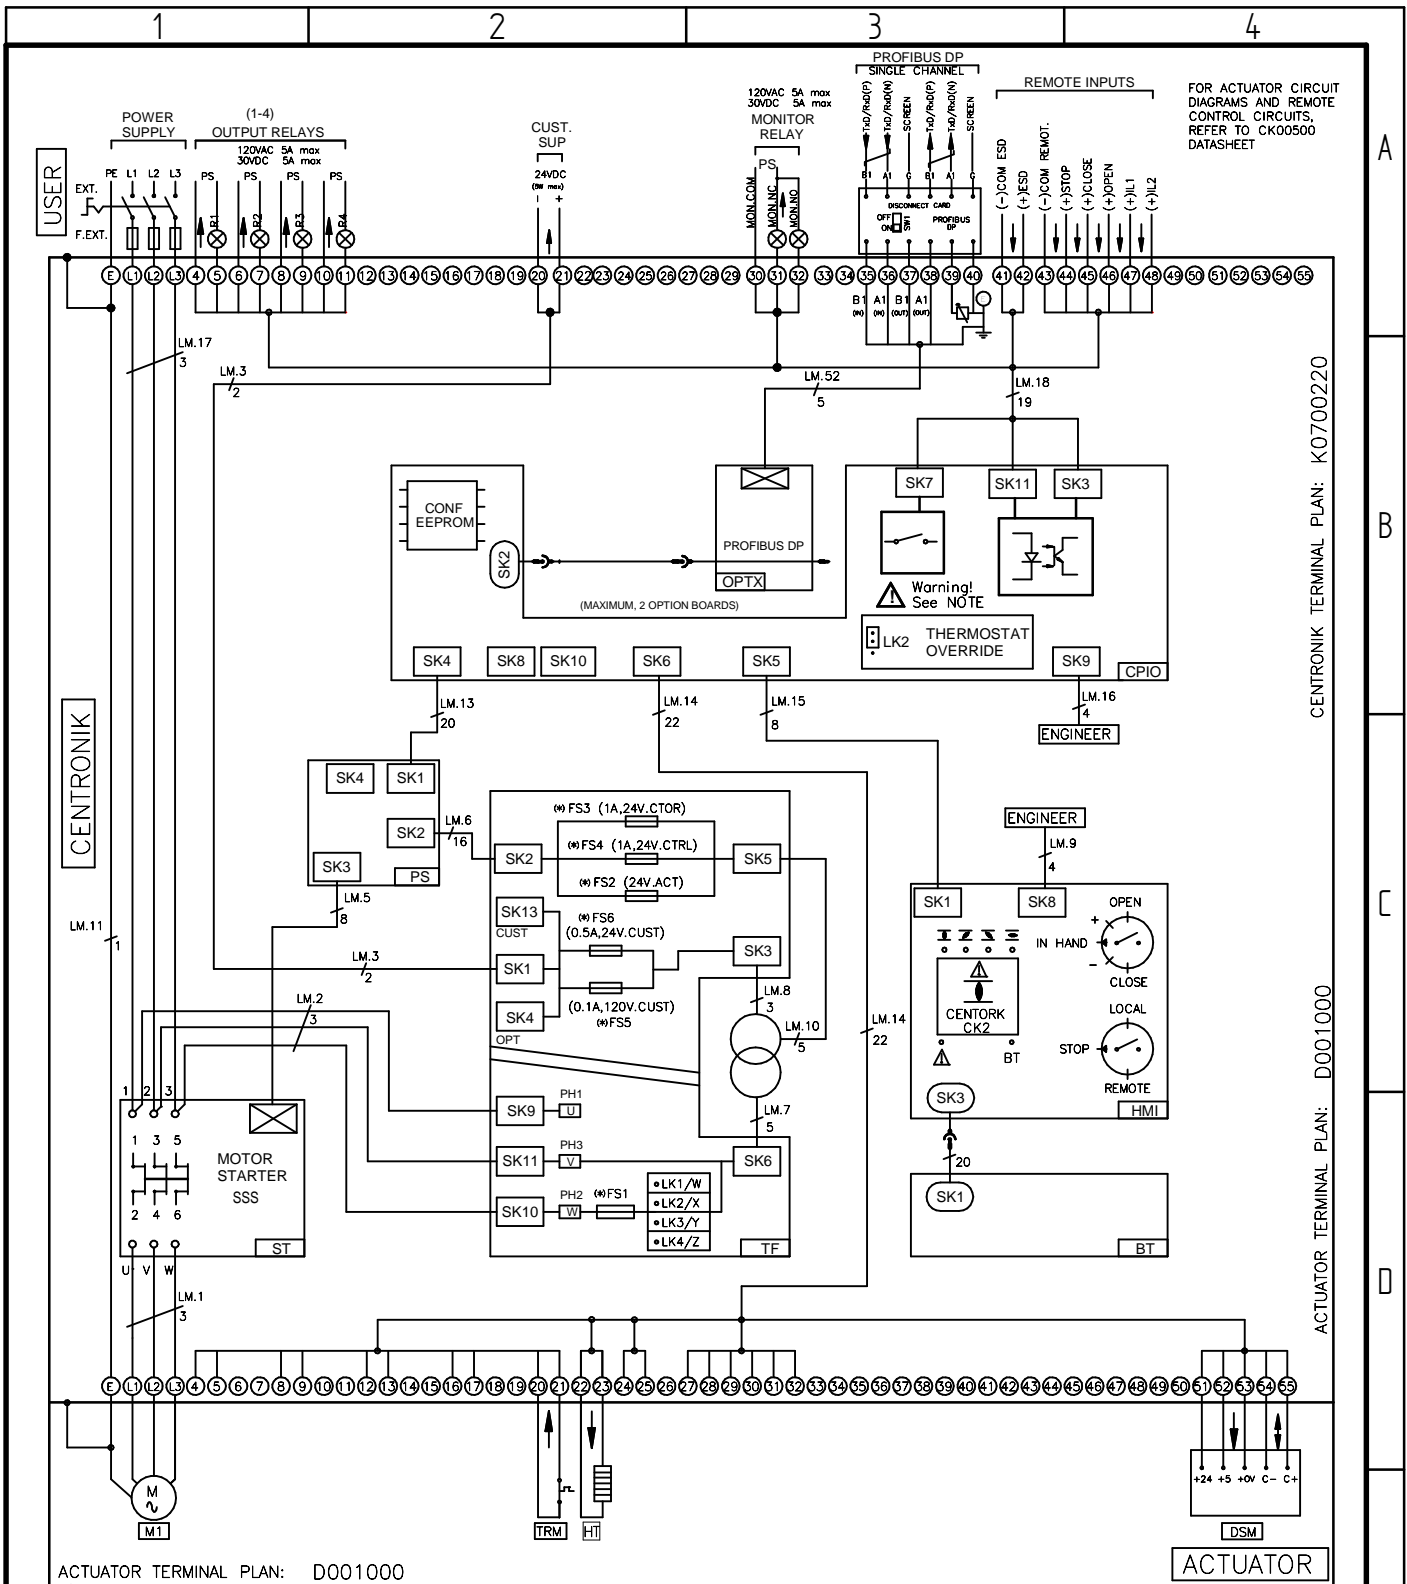 1 2 3 4
A
B
C
D
USER
POWER
SUPPLY
EXT.
F.EXT.
PE L1 L2 L3
(1-4)
OUTPUT RELAYS
120VAC 5A max
30VDC 5A max
PS PS PS PS
R1 R2 R3 R4
CUST.
SUP
24VDC
(5W max)
- +
120VAC 5A max
30VDC 5A max
MONITOR
RELAY
PS
MON.COM
MON.NC
MON.NO
PROFIBUS DP
SINGLE CHANNEL
TxD/RxD(P)
TxD/RxD(N)
SCREEN
TxD/RxD(P)
TxD/RxD(N)
SCREEN
B1 A1 G B1 A1 G
DISCONNECT CARD
OFF
ON
SW1
PROFIBUS
DP
REMOTE INPUTS
(-)COM ESD
(+)ESD
(-)COM REMOT.
(+)STOP
(+)CLOSE
(+)OPEN
(+)IL1
(+)IL2
FOR ACTUATOR CIRCUIT
DIAGRAMS AND REMOTE
CONTROL CIRCUITS,
REFER TO CK00500
DATASHEET
E L1 L2 L3 4 5 6 7 8 9 10 11 12 13 14 15 16 17 18 19 20 21 22 23 24 25 26 27 28 29 30 31 32 33 34 35 36 37 38 39 40 41 42 43 44 45 46 47 48 49 50 51 52 53 54 55
B1 A1 B1 A1
(IN) (IN) (OUT) (OUT)
LM.17
3
LM.3
2
LM.52
5
LM.18
19
CENTRONIK TERMINAL PLAN: K0700220
CONF
EEPROM
SK2
PROFIBUS DP
OPTX
(MAXIMUM, 2 OPTION BOARDS)
SK7
SK11
SK3
Warning!
See NOTE
LK2
THERMOSTAT
OVERRIDE
SK4
SK8
SK10
SK6
SK5
SK9
CPIO
LM.13
20
LM.14
22
LM.15
8
LM.16
4
ENGINEER
CENTRONIK
SK4
SK1
SK2
SK3
PS
LM.6
16
LM.5
8
LM.11
1
LM.3
2
LM.2
3
(*)FS3 (1A,24V.CTOR)
(*)FS4 (1A,24V.CTRL)
(*)FS2 (24V.ACT)
SK2
SK5
SK13
CUST
(*)FS6
(0.5A,24V.CUST)
SK1
SK3
SK4
OPT
(0.1A,120V.CUST)
(*)FS5
LM.8
3
LM.10
5
LM.7
5
SK9
PH1
U
SK11
PH3
V
SK6
SK10
PH2
W
(*)FS1
LK1/W
LK2/X
LK3/Y
LK4/Z
TF
LM.14
22
ENGINEER
LM.9
4
SK1
SK8
OPEN
+
IN HAND
-
CLOSE
CENTORK
CK2
BT
LOCAL
STOP
REMOTE
SK3
HMI
20
SK1
BT
ACTUATOR TERMINAL PLAN: D001000
1 2 3
1 3 5
2 4 6
MOTOR
STARTER
SSS
ST
U V W
LM.1
3
E L1 L2 L3 4 5 6 7 8 9 10 11 12 13 14 15 16 17 18 19 20 21 22 23 24 25 26 27 28 29 30 31 32 33 34 35 36 37 38 39 40 41 42 43 44 45 46 47 48 49 50 51 52 53 54 55
M
M1
TRM
HT
+24 +5 +0V C- C+
DSM
ACTUATOR
ACTUATOR TERMINAL PLAN: D001000